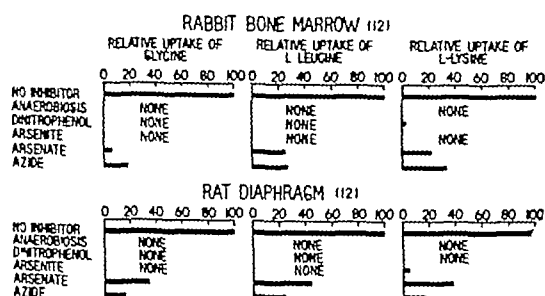 RABBIT BONE MARROW (12)
RELATIVE UPTAKE OF GLYCINE
RELATIVE UPTAKE OF L LEUCINE
RELATIVE UPTAKE OF L-LYSINE
0 20 40 60 80 100
0 20 40 60 80 100
0 20 40 60 80 100
NO INHIBITOR
ANAEROBIOSIS NONE NONE NONE
DINITROPHENOL NONE NONE
ARSENITE NONE NONE NONE
ARSENATE
AZIDE
RAT DIAPHRAGM (12)
0 20 40 60 80 100
0 20 40 60 80 100
0 20 40 60 80 100
NO INHIBITOR
ANAEROBIOSIS NONE NONE NONE
DINITROPHENOL NONE NONE NONE
ARSENITE NONE NONE
ARSENATE
AZIDE